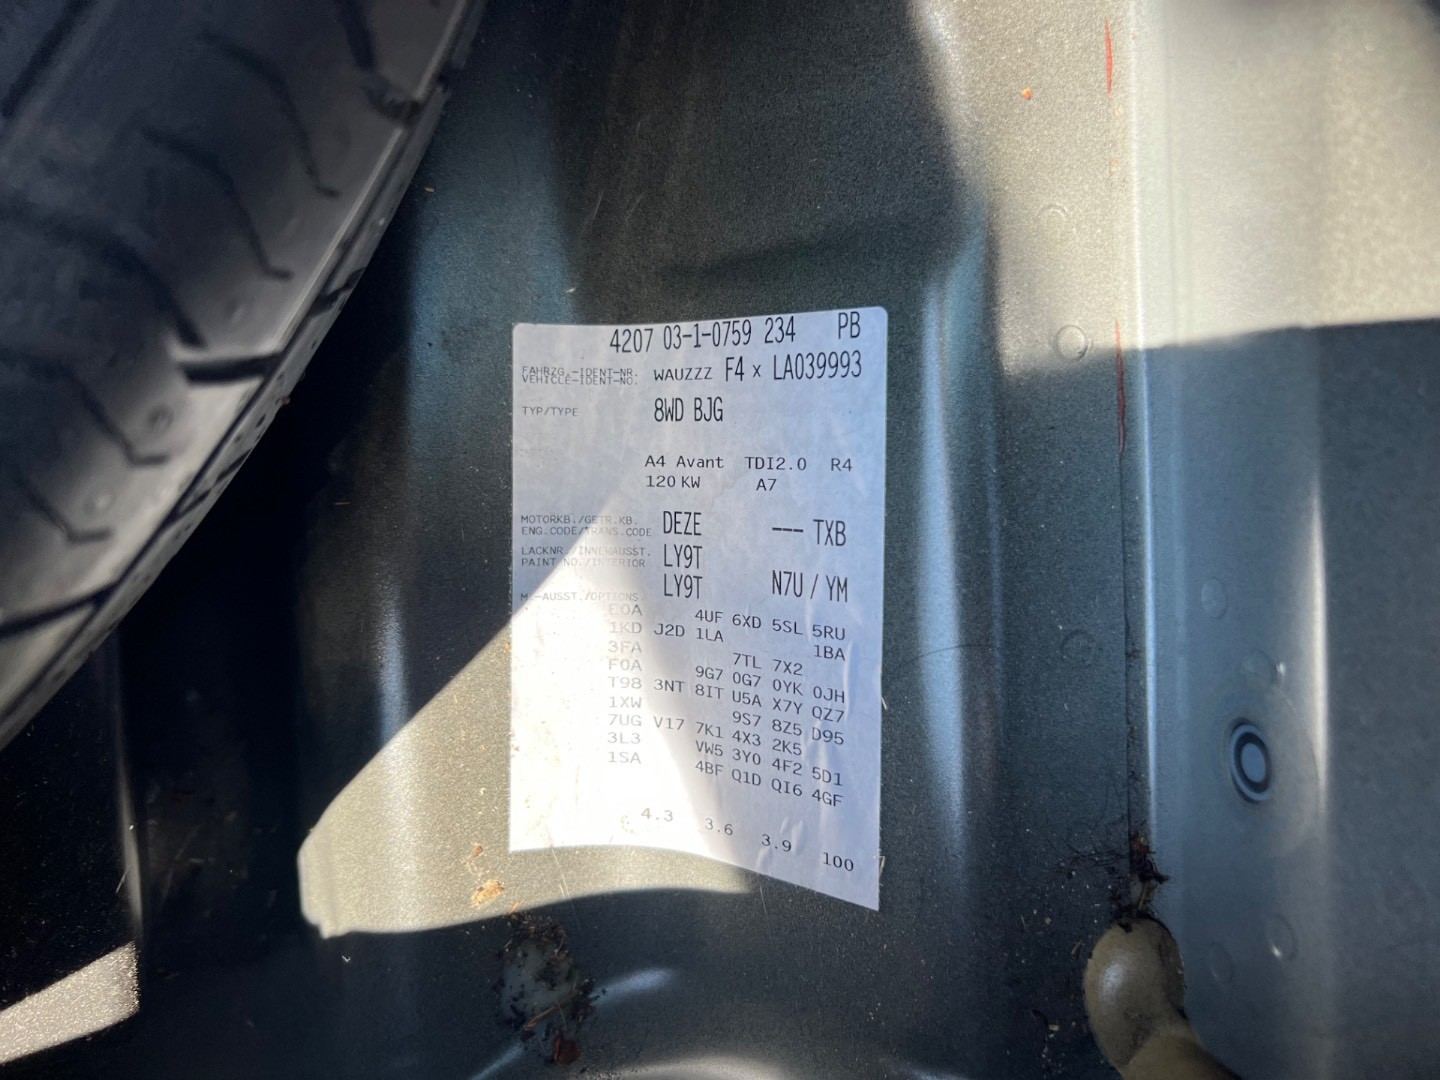 4207 03-1-0759 234 PB
FAHRZG.-IDENT-NR.
VEHICLE-IDENT-NO. WAUZZZ F4 x LA039993
TYP/TYPE 8WD BJG
A4 Avant TDI2.0 R4
120 KW A7
MOTORKB./GETR.KB.
ENG.CODE/TRANS.CODE DEZE --- TXB
LACKNR./INNENAUSST. LY9T
PAINT NO./INTERIOR
LY9T N7U / YM
M.-AUSST./OPTIONS
E0A 4UF 6XD 5SL 5RU
1KD J2D 1LA 1BA
3FA 7TL 7X2
F0A 9G7 0G7 0YK 0JH
T98 3NT 8IT U5A X7Y QZ7
1XW 9S7 8Z5 D95
7UG V17 7K1 4X3 2K5
3L3 VW5 3Y0 4F2 5D1
1SA 4BF Q1D QI6 4GF
4.3 3.6 3.9 100